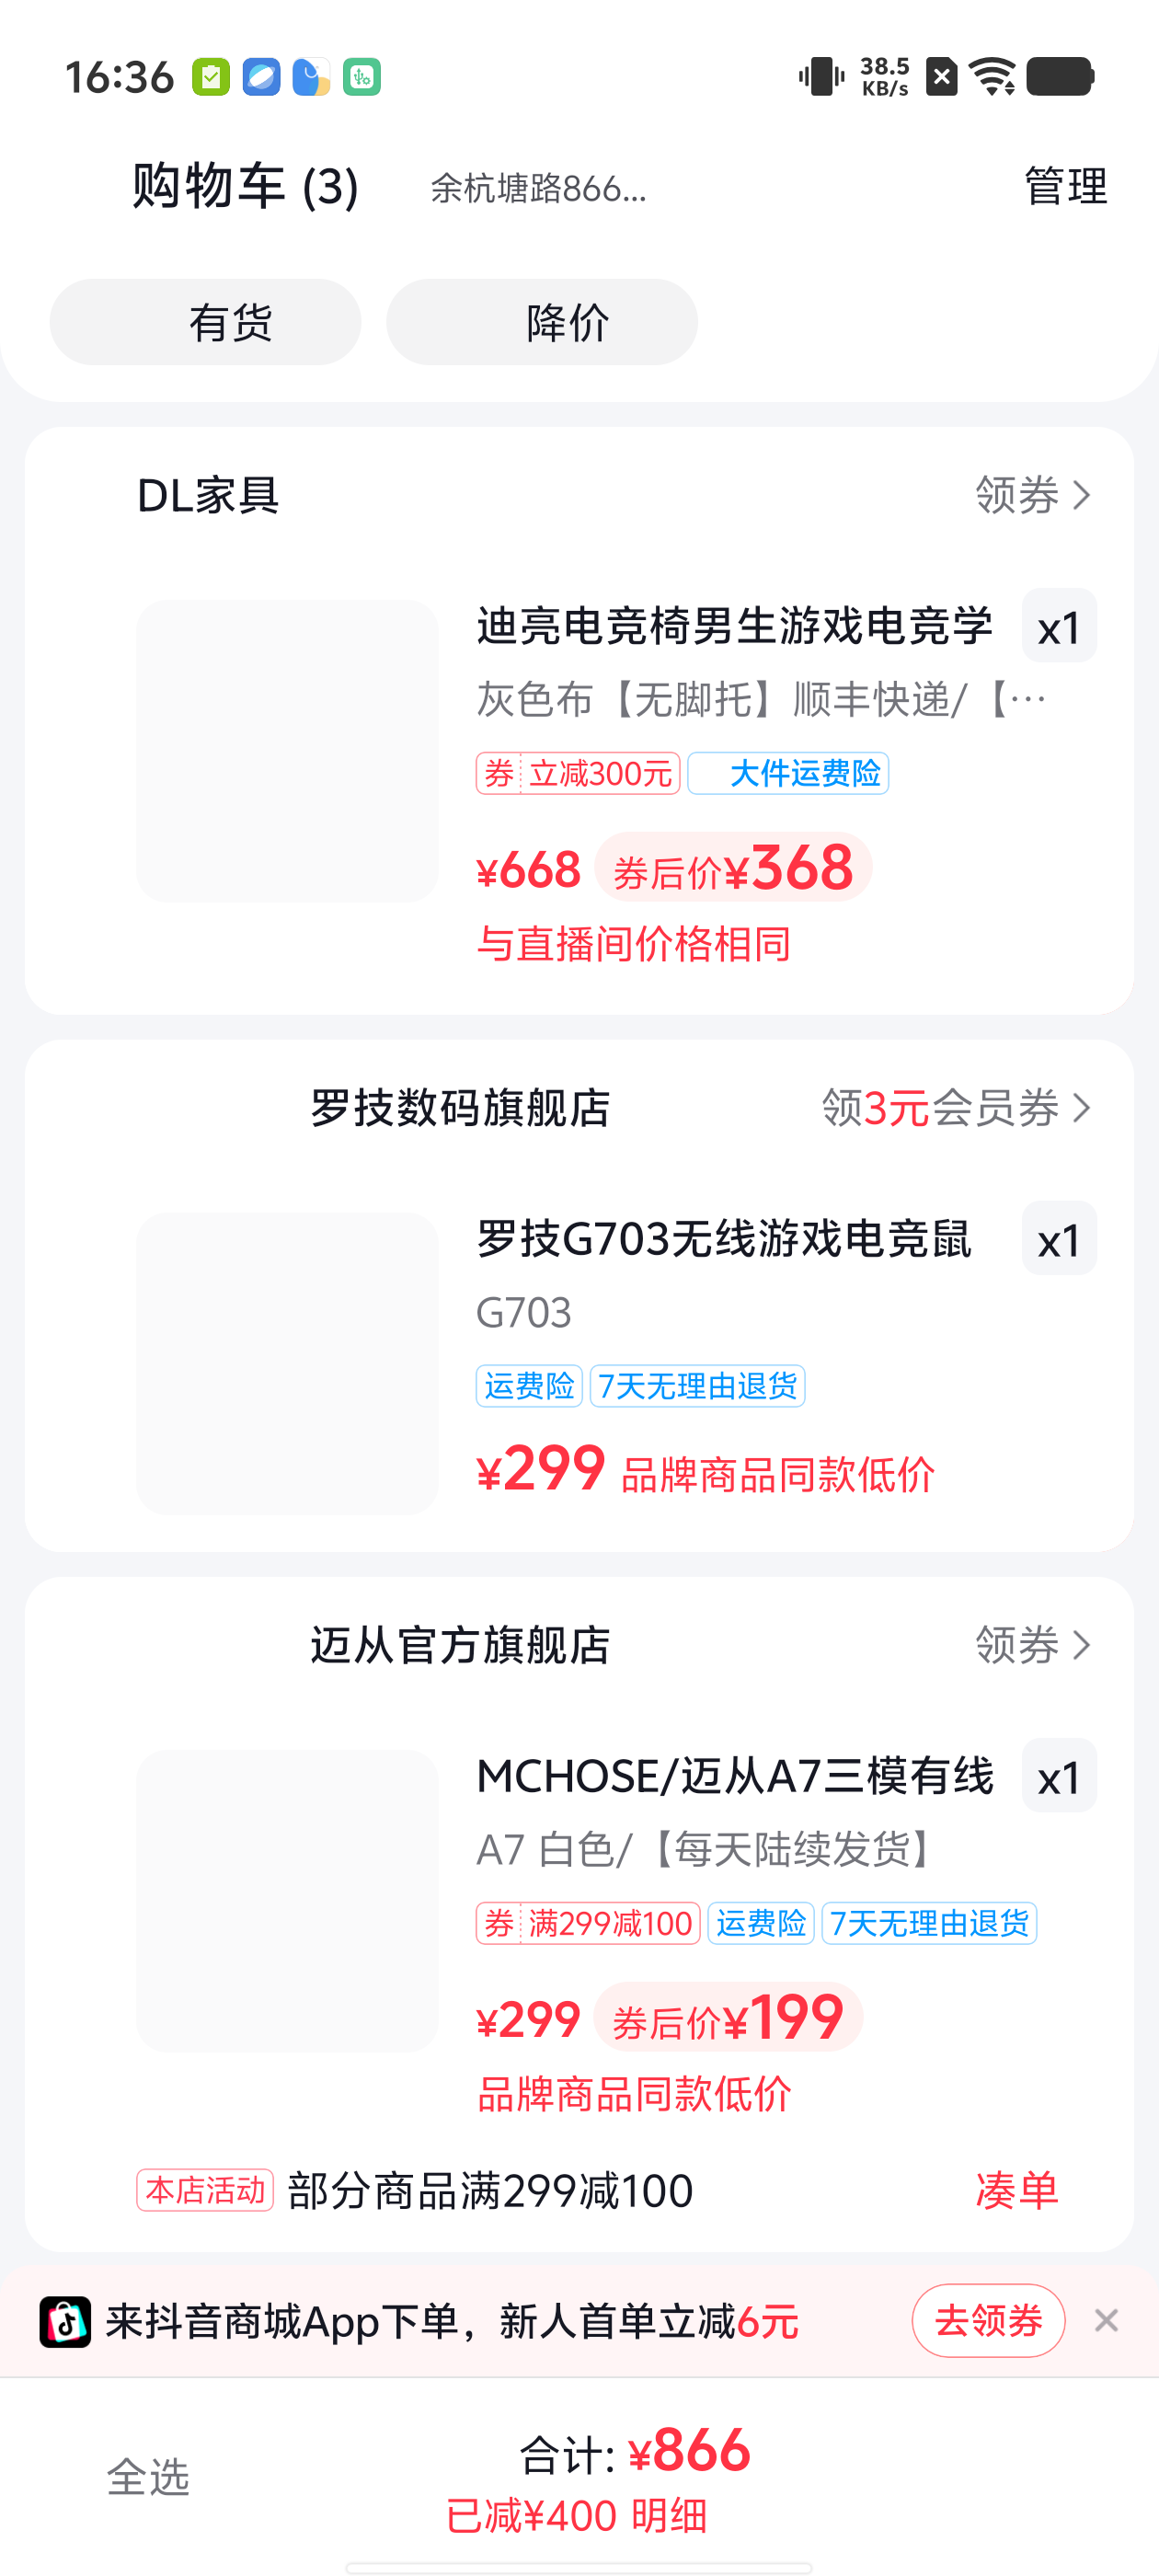 16:36
38.5 KB/s
购物车 (3)
余杭塘路866...
管理
有货
降价
DL家具
领券
迪亮电竞椅男生游戏电竞学
x1
灰色布【无脚托】顺丰快递/【...
券 立减300元
大件运费险
¥668 券后价¥368
与直播间价格相同
罗技数码旗舰店
领3元会员券
罗技G703无线游戏电竞鼠
x1
G703
运费险
7天无理由退货
¥299 品牌商品同款低价
迈从官方旗舰店
领券
MCHOSE/迈从A7三模有线
x1
A7 白色/【每天陆续发货】
券 满299减100
运费险
7天无理由退货
¥299 券后价¥199
品牌商品同款低价
本店活动 部分商品满299减100
凑单
来抖音商城App下单，新人首单立减6元
去领券
全选
合计: ¥866
已减¥400 明细